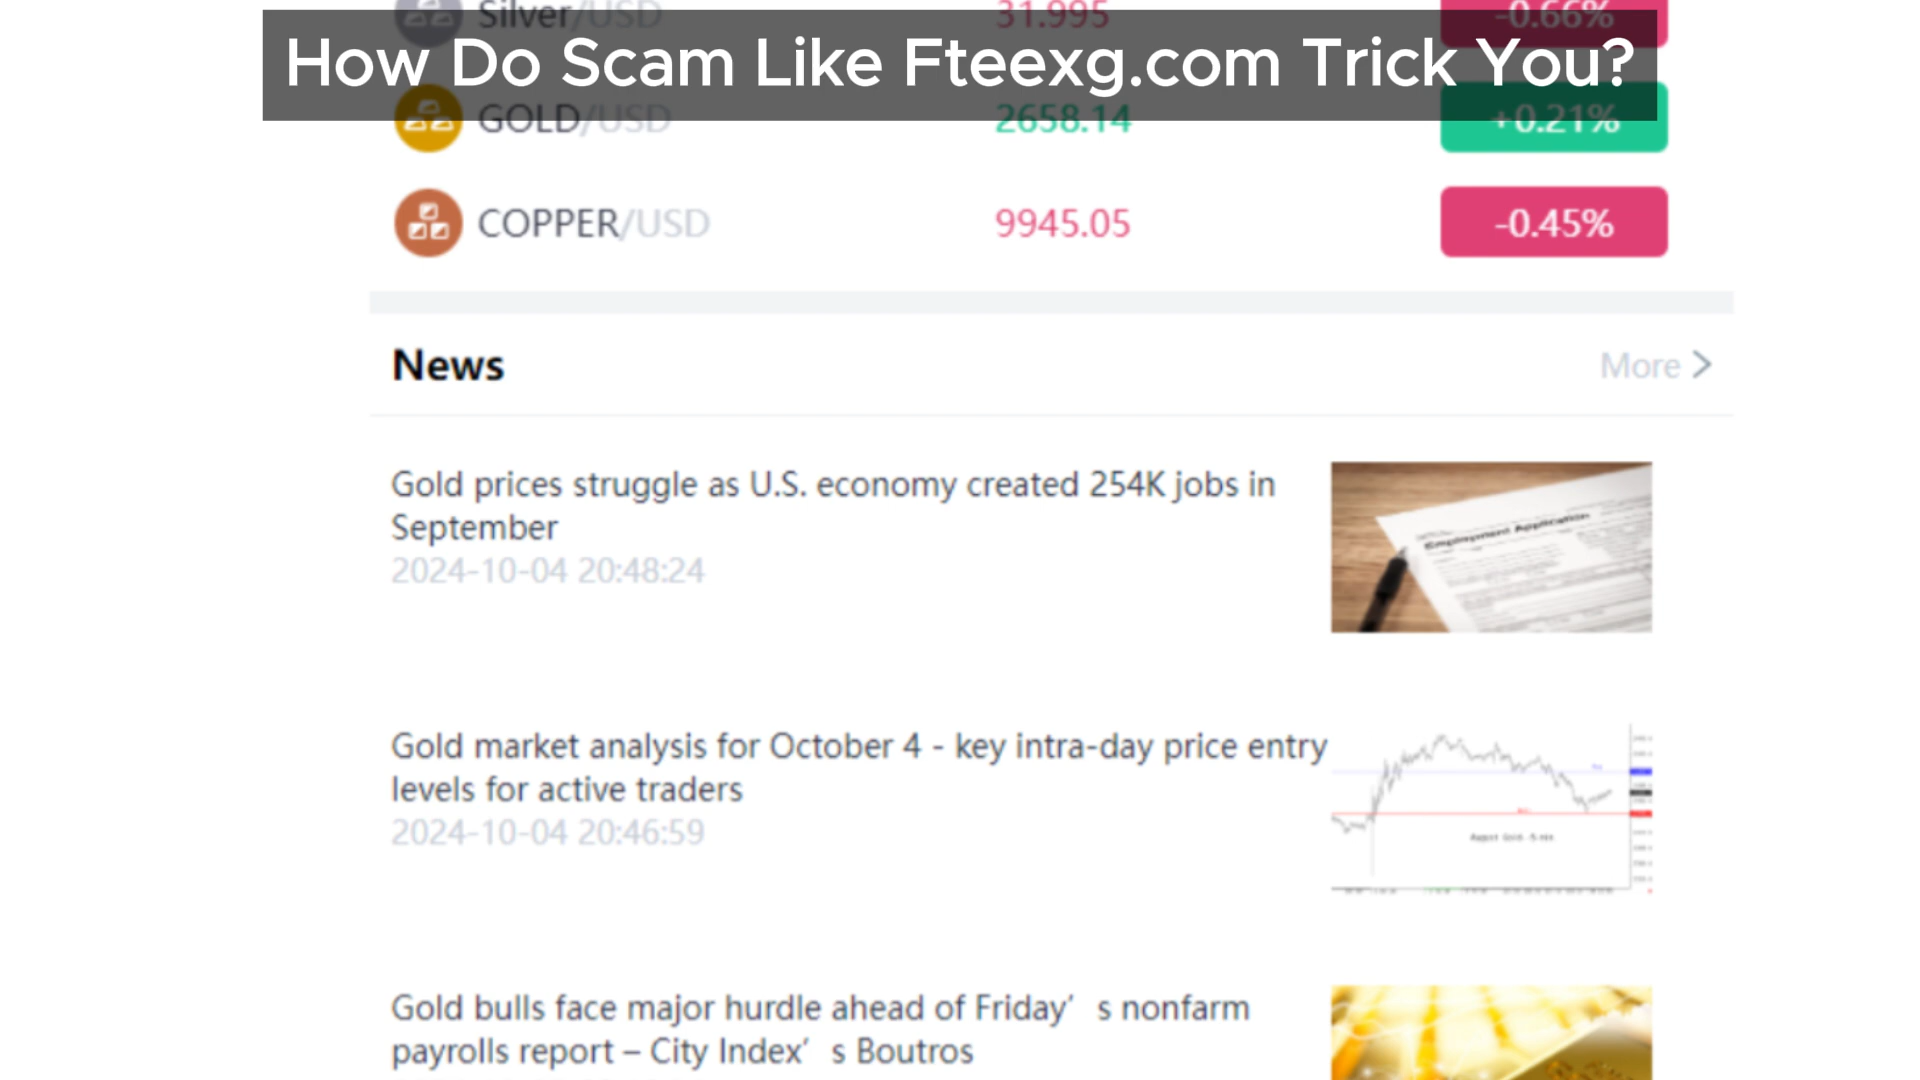 Silver/USD 31.995 -0.66%
How Do Scam Like Fteexg.com Trick You?
GOLD/USD 2658.14 +0.21%
COPPER/USD 9945.05 -0.45%
News More >
Gold prices struggle as U.S. economy created 254K jobs in
September
2024-10-04 20:48:24
Employment Application
Gold market analysis for October 4 - key intra-day price entry
levels for active traders
2024-10-04 20:46:59
Gold bulls face major hurdle ahead of Friday’ s nonfarm
payrolls report – City Index’ s Boutros